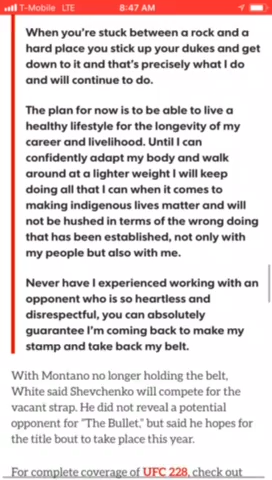 T-Mobile LTE 8:47 AM
When you're stuck between a rock and a
hard place you stick up your dukes and get
down to it and that's precisely what I do
and will continue to do.
The plan for now is to be able to live a
healthy lifestyle for the longevity of my
career and livelihood. Until I can
confidently adapt my body and walk
around at a lighter weight I will keep
doing all that I can when it comes to
making indigenous lives matter and will
not be hushed in terms of the wrong doing
that has been established, not only with
my people but also with me.
Never have I experienced working with an
opponent who is so heartless and
disrespectful, you can absolutely
guarantee I'm coming back to make my
stamp and take back my belt.
With Montano no longer holding the belt,
White said Shevchenko will compete for the
vacant strap. He did not reveal a potential
opponent for "The Bullet," but said he hopes for
the title bout to take place this year.
For complete coverage of UFC 228, check out